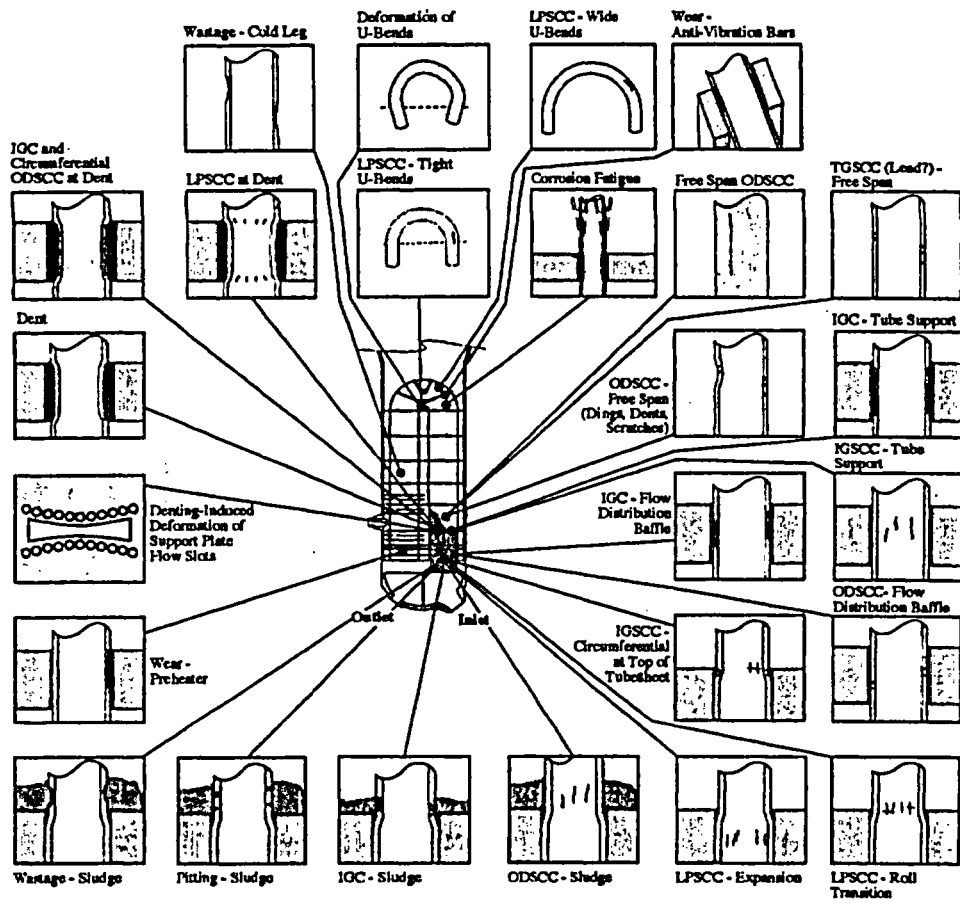 Wastage - Cold Leg
Deformation of
U-Bends
LPSCC - Wide
U-Bends
Wear -
Anti-Vibration Bars
IGC and
Circumferential
ODSCC at Dent
LPSCC at Dent
LPSCC - Tight
U-Bends
Corrosion Fatigue
Free Span ODSCC
TGSCC (Lead?) -
Free Span
Dent
ODSCC -
Free Span
(Dings, Dents,
Scratches)
IGC - Tube Support
Denting-Induced
Deformation of
Support Plate
Flow Slots
IGC - Flow
Distribution
Baffle
IGSCC - Tube
Support
Outlet
Inlet
Wear -
Preheater
IGSCC -
Circumferential
at Top of
Tubesheet
ODSCC- Flow
Distribution Baffle
Wastage - Sludge
Pitting - Sludge
IGC - Sludge
ODSCC - Sludge
LPSCC - Expansion
LPSCC - Roll
Transition